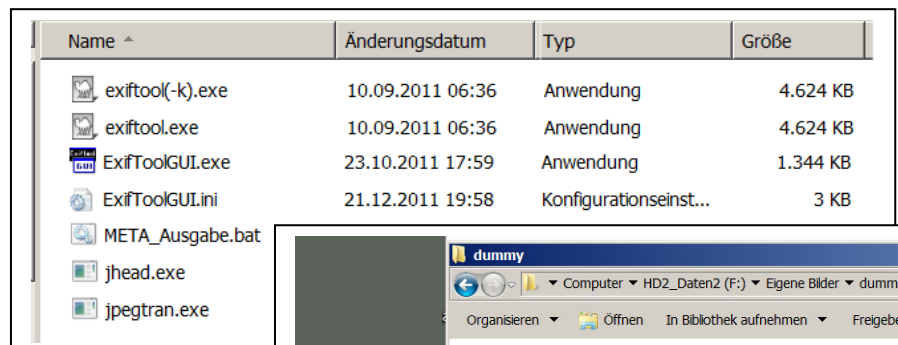 Name Änderungsdatum Typ Größe
exiftool(-k).exe 10.09.2011 06:36 Anwendung 4.624 KB
exiftool.exe 10.09.2011 06:36 Anwendung 4.624 KB
ExifToolGUI.exe 23.10.2011 17:59 Anwendung 1.344 KB
ExifToolGUI.ini 21.12.2011 19:58 Konfigurationseinst... 3 KB
META_Ausgabe.bat
jhead.exe
jpegtran.exe
dummy
Computer HD2_Daten2 (F:) Eigene Bilder dumm
Organisieren Öffnen In Bibliothek aufnehmen Freigebe